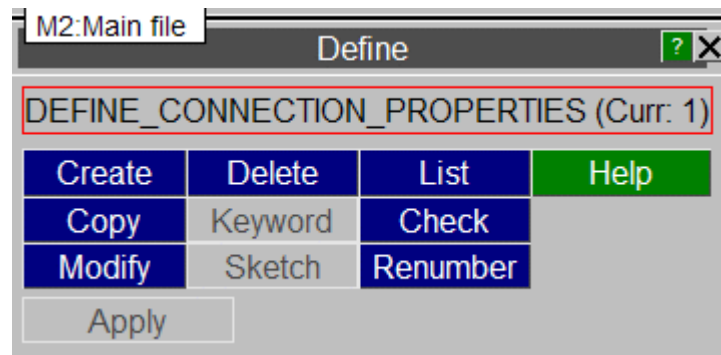 M2:Main file
Define ? X
DEFINE_CONNECTION_PROPERTIES (Curr: 1)
Create Delete List Help
Copy Keyword Check
Modify Sketch Renumber
Apply